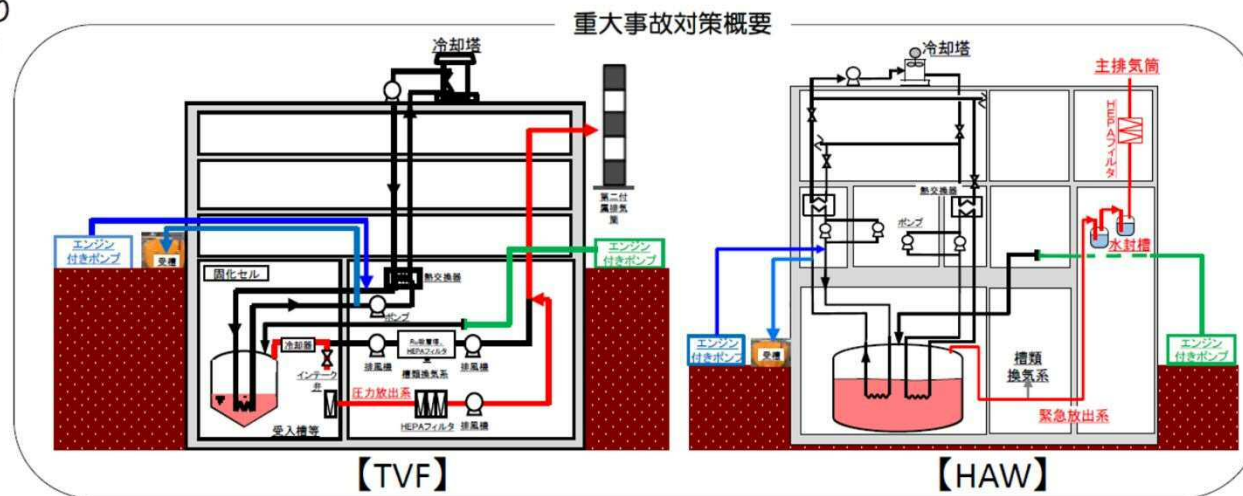 重大事故対策概要
冷却塔
第二付
属排気
筒
エンジン
付きポンプ
受槽
エンジン
付きポンプ
固化セル
熱交換器
ポンプ
冷却器
インテーク
弁
排風機
HEPAフィルタ
槽類換気系
排風機
圧力放出系
HEPAフィルタ
排風機
受入槽等
【TVF】
冷却塔
主排気筒
HEPAフィルタ
熱交換器
ポンプ
水封槽
エンジン
付きポンプ
受槽
槽類
換気系
緊急放出系
エンジン
付きポンプ
【HAW】